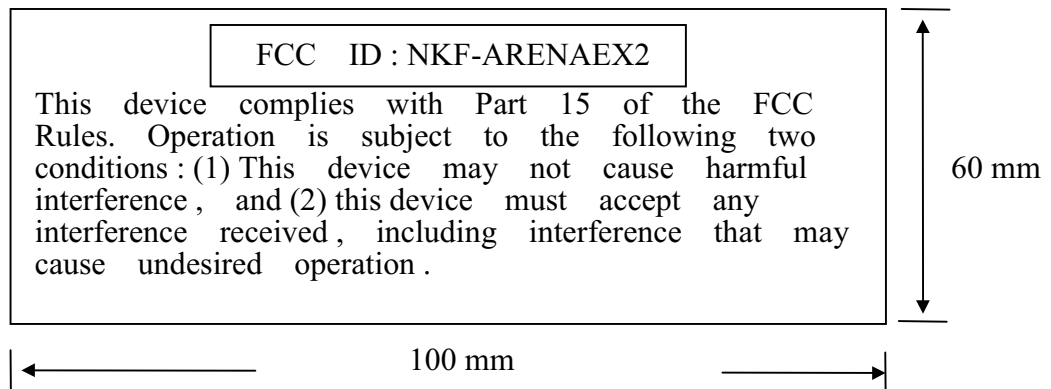 FCC ID : NKF-ARENAEX2
This device complies with Part 15 of the FCC
Rules. Operation is subject to the following two
conditions : (1) This device may not cause harmful
interference , and (2) this device must accept any
interference received , including interference that may
cause undesired operation .
60 mm
100 mm